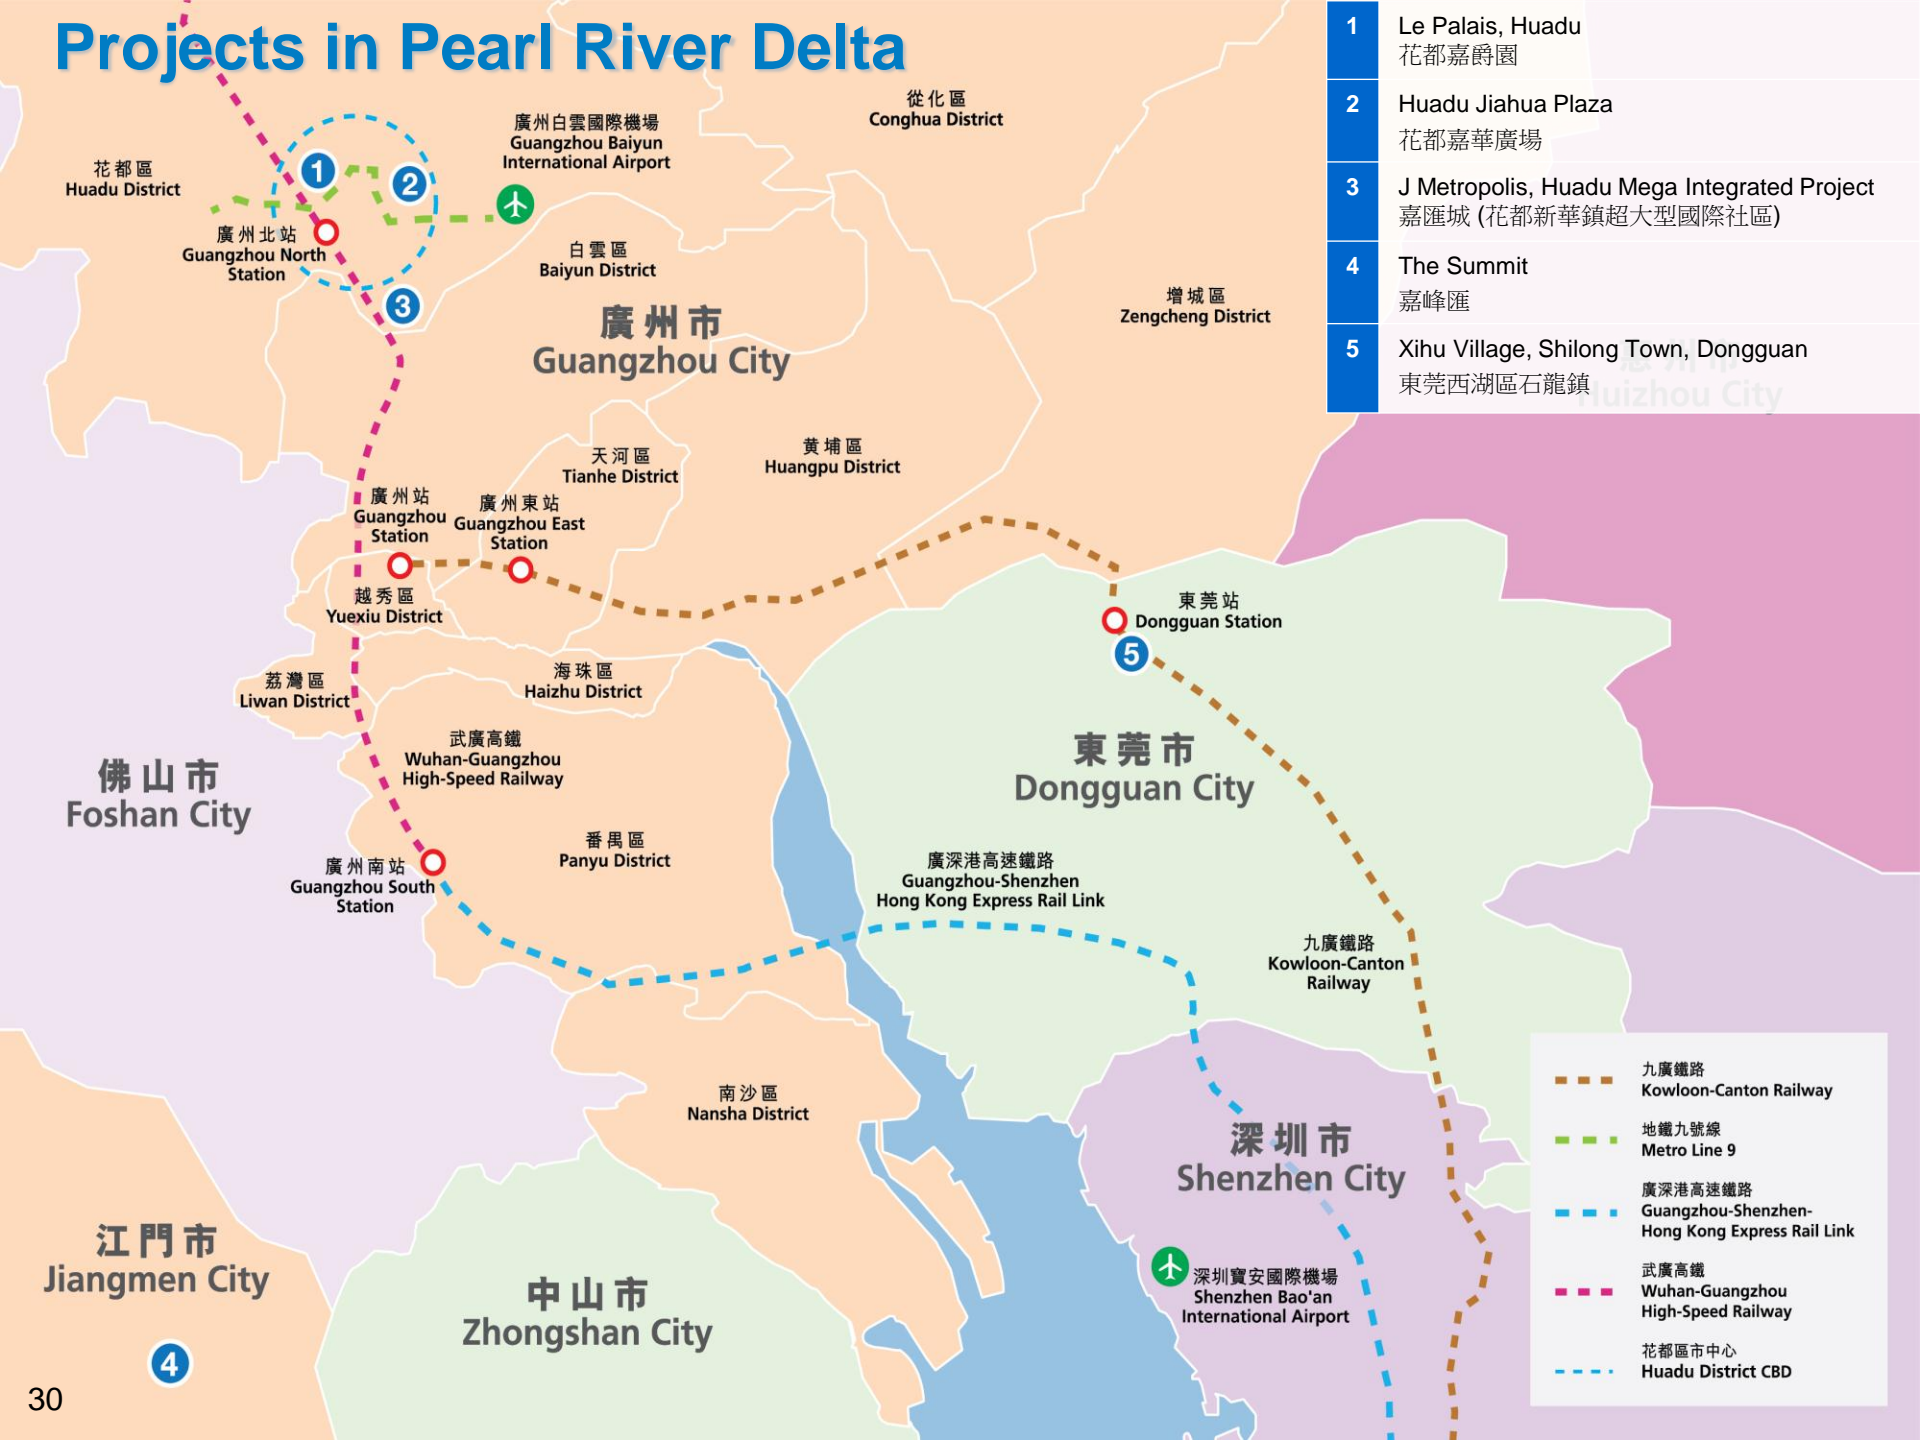 Projects in Pearl River Delta
1
Le Palais, Huadu
花都嘉爵園
2
Huadu Jiahua Plaza
花都嘉華廣場
3
J Metropolis, Huadu Mega Integrated Project
嘉匯城 (花都新華鎮超大型國際社區)
4
The Summit
嘉峰匯
5
Xihu Village, Shilong Town, Dongguan
東莞西湖區石龍鎮
惠州市
Huizhou City
從化區
Conghua District
廣州白雲國際機場
Guangzhou Baiyun
International Airport
花都區
Huadu District
1
2
廣州北站
Guangzhou North
Station
3
白雲區
Baiyun District
增城區
Zengcheng District
廣州市
Guangzhou City
天河區
Tianhe District
黄埔區
Huangpu District
廣州站
Guangzhou
Station
廣州東站
Guangzhou East
Station
越秀區
Yuexiu District
東莞站
Dongguan Station
5
荔灣區
Liwan District
海珠區
Haizhu District
武廣高鐵
Wuhan-Guangzhou
High-Speed Railway
東莞市
Dongguan City
佛山市
Foshan City
番禺區
Panyu District
廣州南站
Guangzhou South
Station
廣深港高速鐵路
Guangzhou-Shenzhen
Hong Kong Express Rail Link
九廣鐵路
Kowloon-Canton
Railway
南沙區
Nansha District
深圳市
Shenzhen City
江門市
Jiangmen City
中山市
Zhongshan City
深圳寶安國際機場
Shenzhen Bao'an
International Airport
4
九廣鐵路
Kowloon-Canton Railway
地鐵九號線
Metro Line 9
廣深港高速鐵路
Guangzhou-Shenzhen-
Hong Kong Express Rail Link
武廣高鐵
Wuhan-Guangzhou
High-Speed Railway
花都區市中心
Huadu District CBD
30